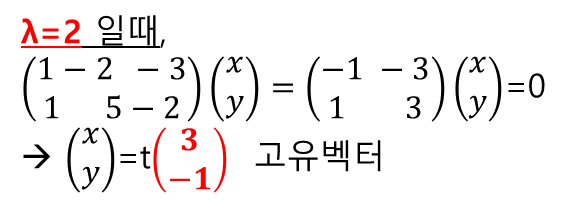 λ=2 일때,
(1 − 2 − 3) (x) = (−1 − 3) (x) =0
( 1 5 − 2 ) (y) ( 1 3 ) (y)
→ (x) =t ( 3 ) 고유벡터
(y) (−1)